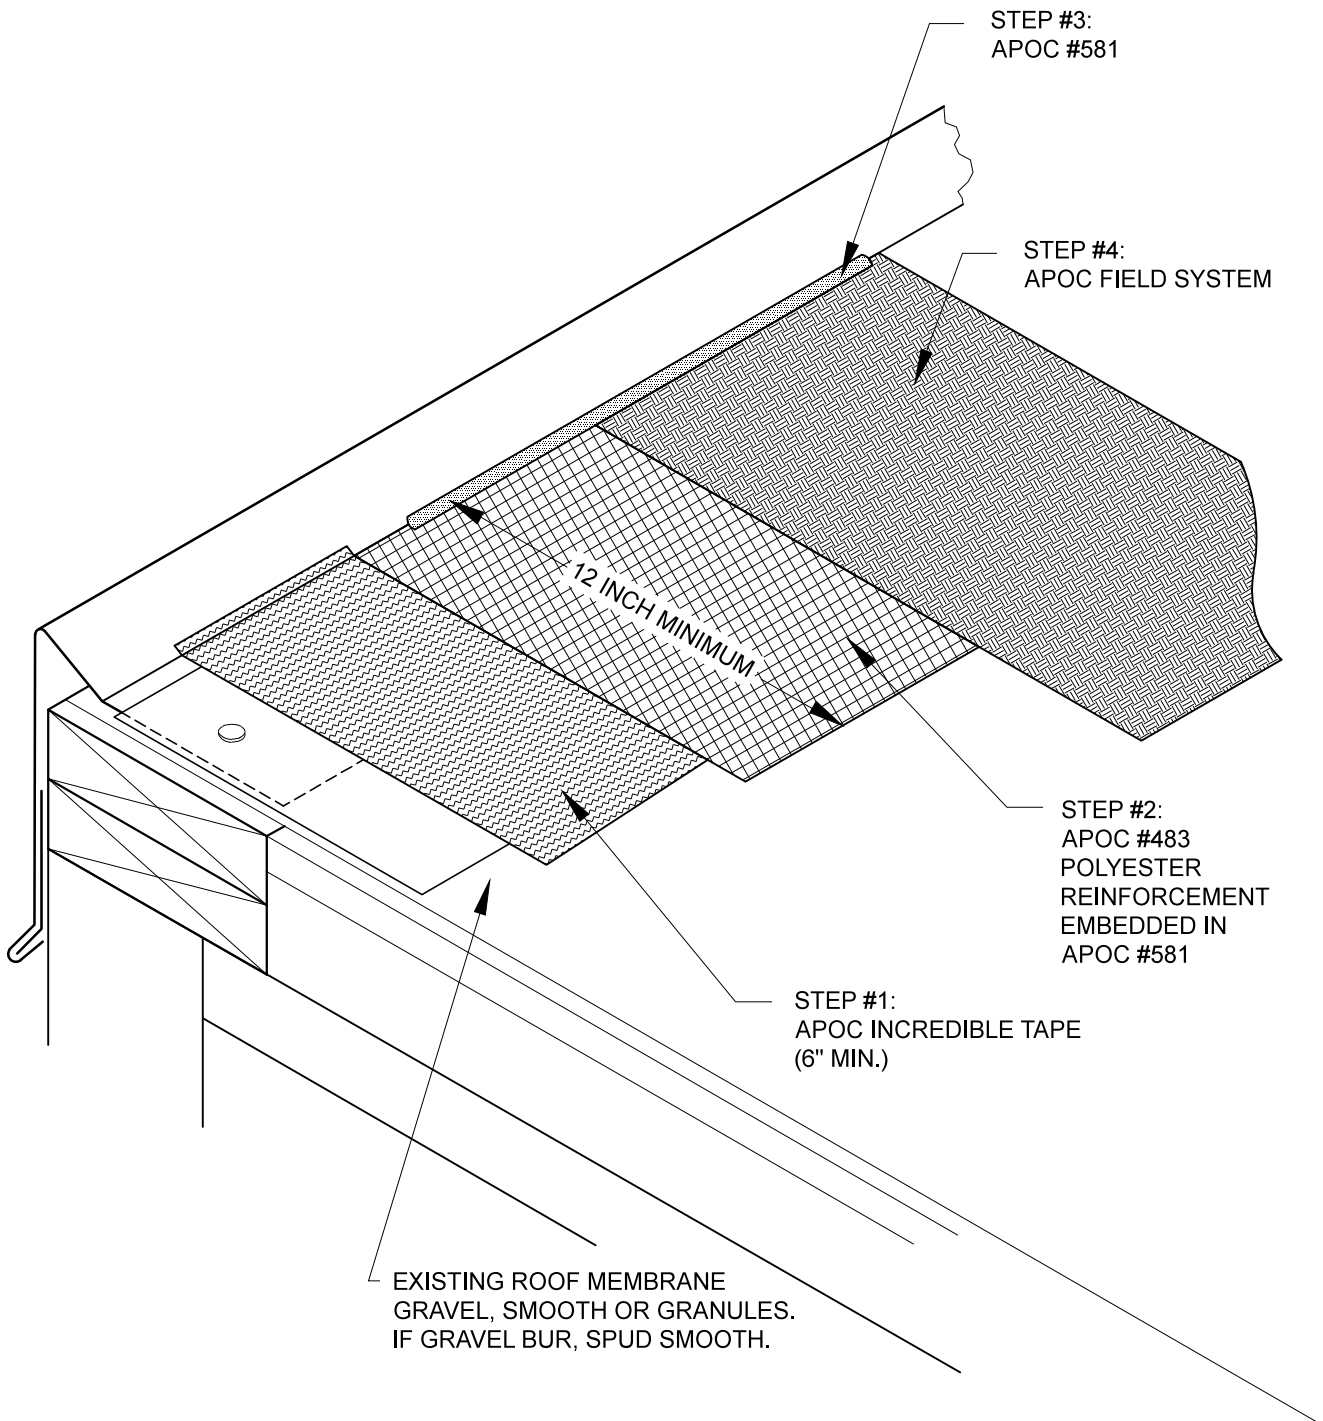 STEP #3:
APOC #581
STEP #4:
APOC FIELD SYSTEM
12 INCH MINIMUM
STEP #2:
APOC #483
POLYESTER
REINFORCEMENT
EMBEDDED IN
APOC #581
STEP #1:
APOC INCREDIBLE TAPE
(6" MIN.)
EXISTING ROOF MEMBRANE
GRAVEL, SMOOTH OR GRANULES.
IF GRAVEL BUR, SPUD SMOOTH.